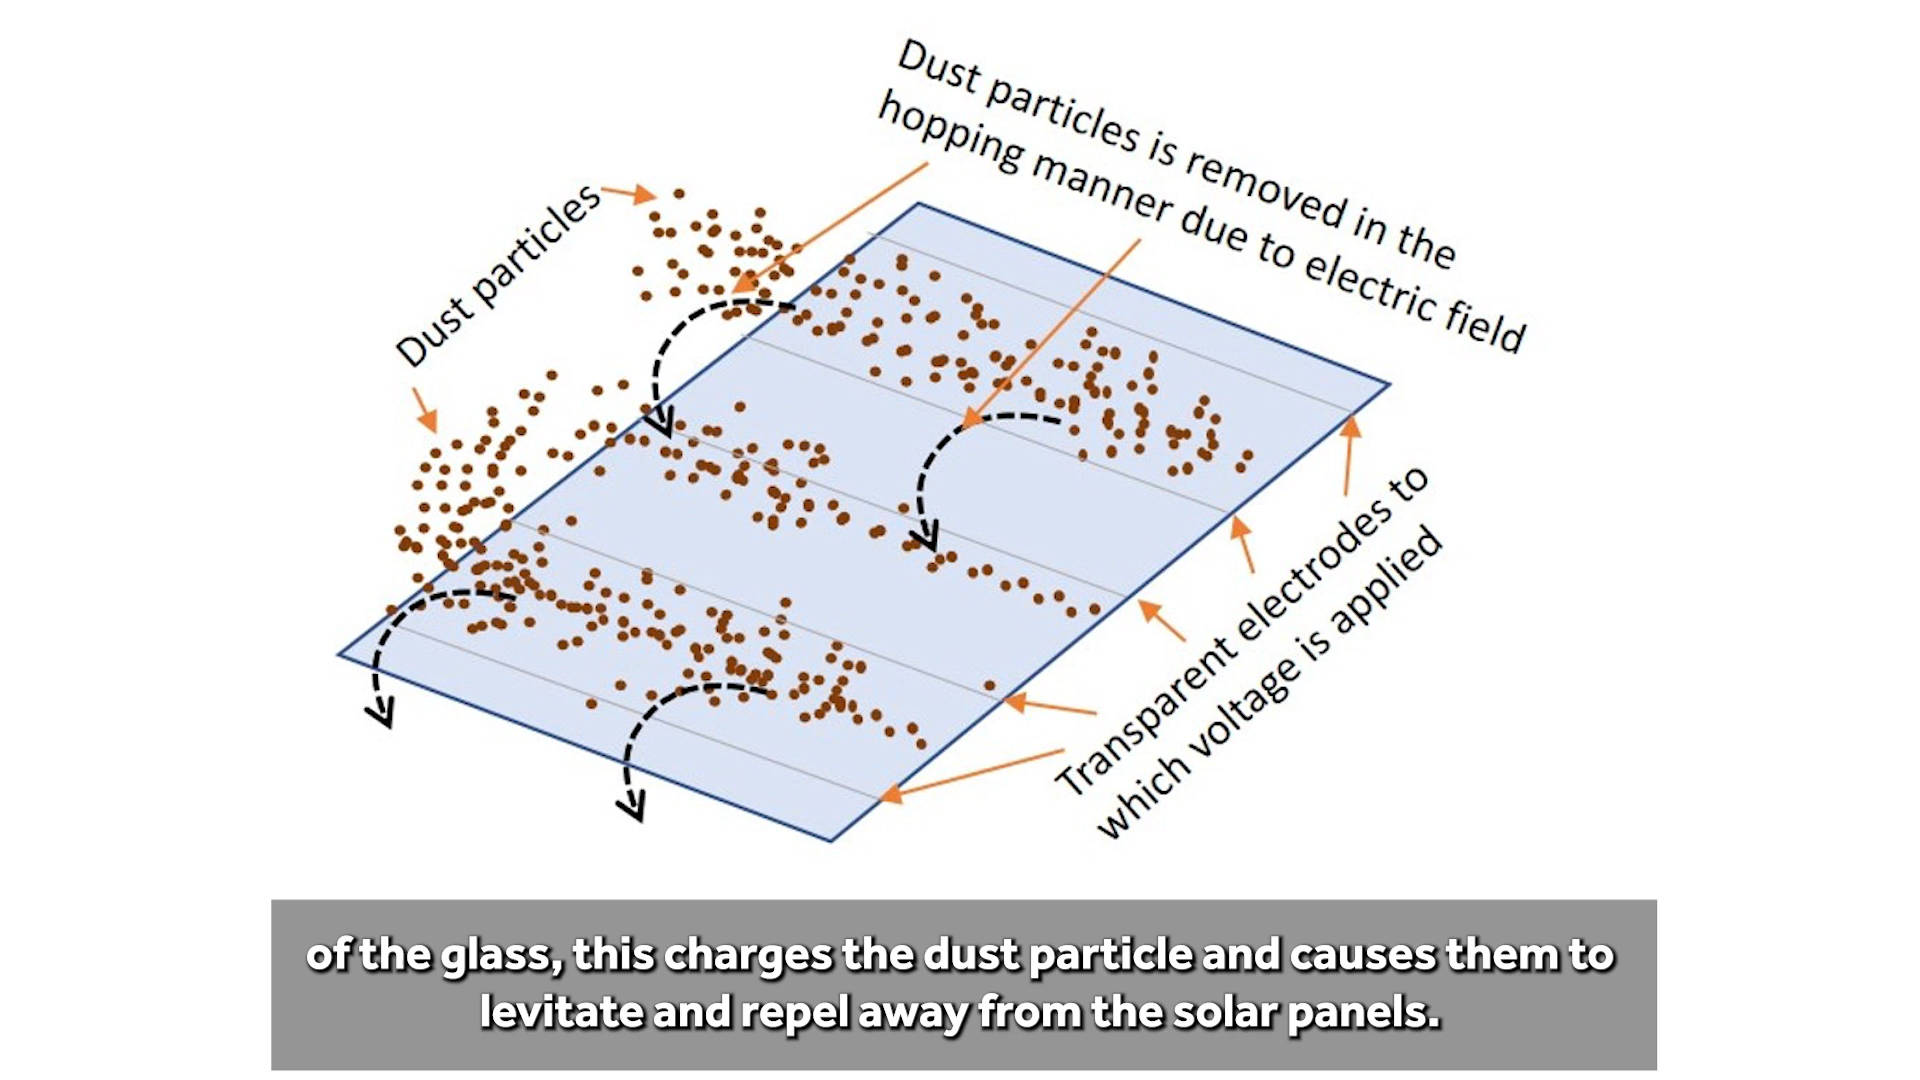 Dust particles is removed in the
hopping manner due to electric field
Dust particles
Transparent electrodes to
which voltage is applied
of the glass, this charges the dust particle and causes them to
levitate and repel away from the solar panels.